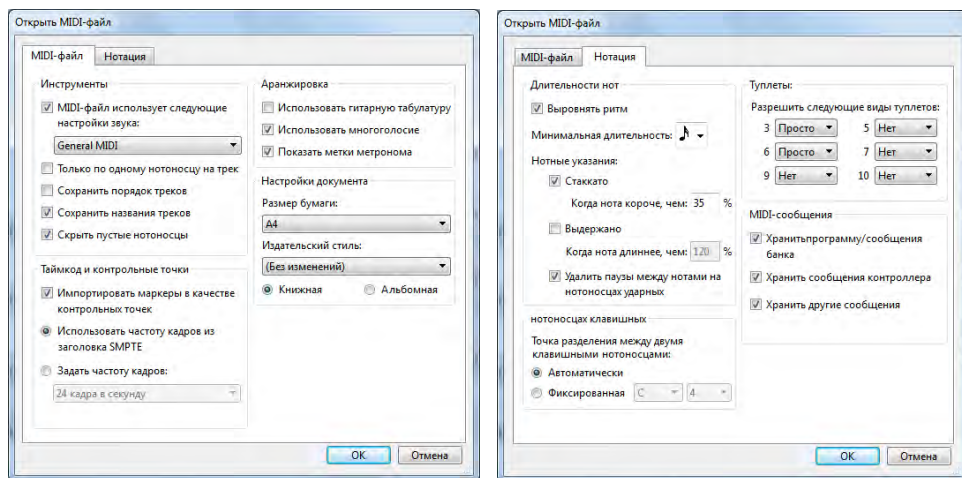 Открыть MIDI-файл
MIDI-файл Нотация
Инструменты
MIDI-файл использует следующие
настройки звука:
General MIDI
Только по одному нотоносцу на трек
Сохранить порядок треков
Сохранить названия треков
Скрыть пустые нотоносцы
Таймкод и контрольные точки
Импортировать маркеры в качестве
контрольных точек
Использовать частоту кадров из
заголовка SMPTE
Задать частоту кадров:
24 кадра в секунду
Аранжировка
Использовать гитарную табулатуру
Использовать многоголосие
Показать метки метронома
Настройки документа
Размер бумаги:
A4
Издательский стиль:
(Без изменений)
Книжная Альбомная
OK Отмена
Открыть MIDI-файл
MIDI-файл Нотация
Длительности нот
Выровнять ритм
Минимальная длительность:
Нотные указания:
Стаккато
Когда нота короче, чем: 35 %
Выдержано
Когда нота длиннее, чем: 120 %
Удалить паузы между нотами на
нотоносцах ударных
нотоносцах клавишных
Точка разделения между двумя
клавишными нотоносцами:
Автоматически
Фиксированная C 4
Туплеты:
Разрешить следующие виды туплетов:
3 Просто 5 Нет
6 Просто 7 Нет
9 Нет 10 Нет
MIDI-сообщения
Хранитьпрограмму/сообщения
банка
Хранить сообщения контроллера
Хранить другие сообщения
OK Отмена